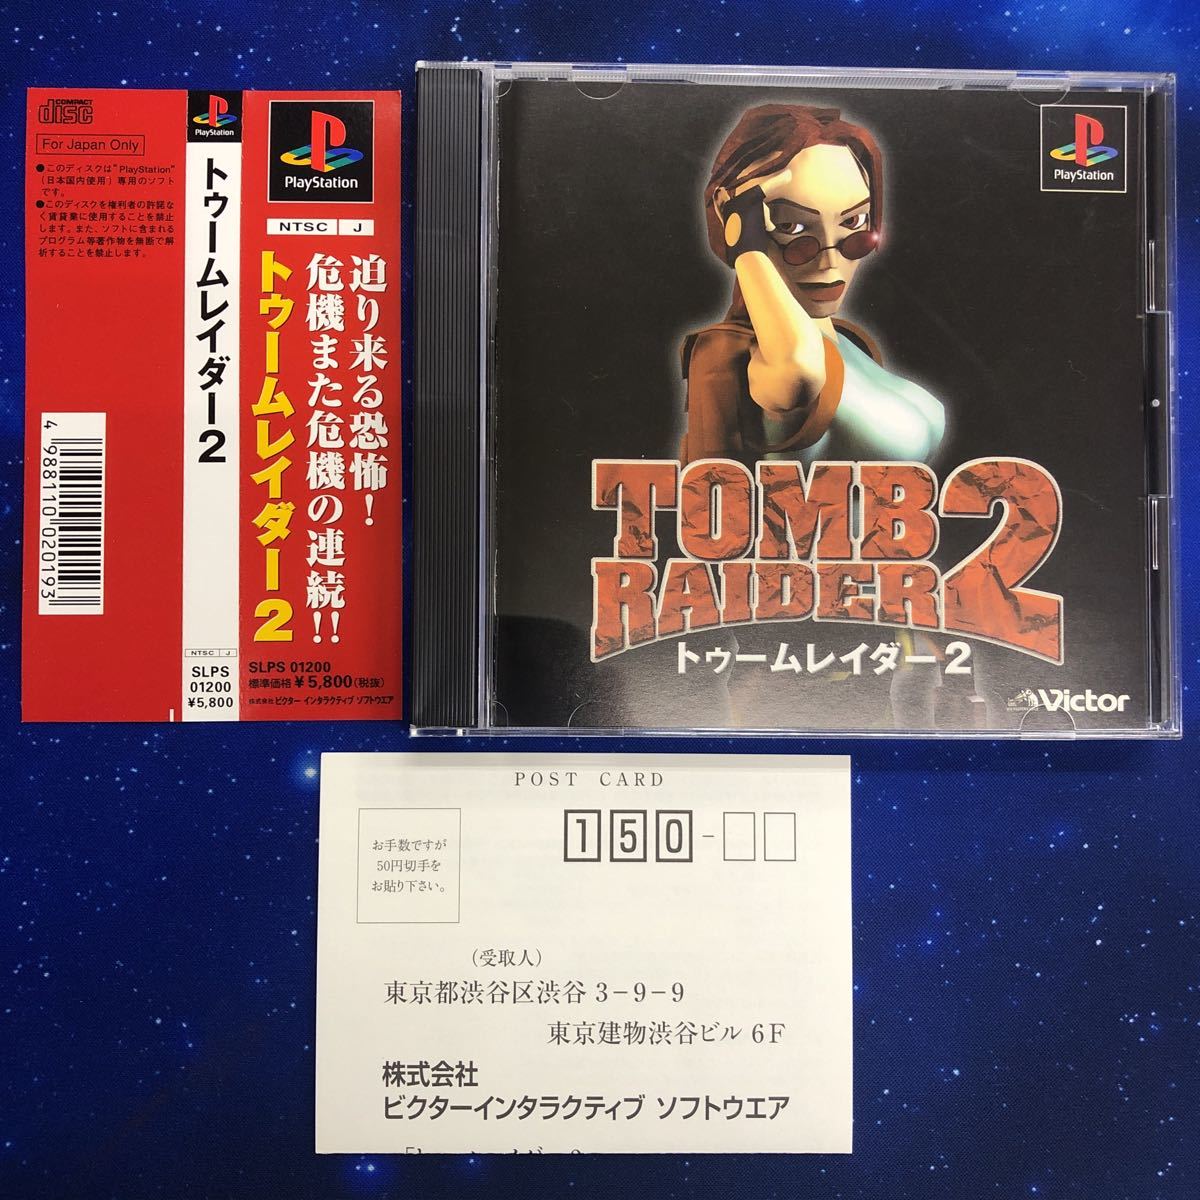 COMPACT
disc
For Japan Only
●このディスクは"PlayStation"
(日本国内使用)専用のソフト
です。
●このディスクを権利者の許諾な
く賃貸業に使用することを禁止
します。また、ソフトに含まれる
プログラム等著作物を無断で解
析することを禁止します。
4 988110 020193
PlayStation
トゥームレイダー2
NTSC J
SLPS
01200
¥5,800
PlayStation
NTSC J
迫り来る恐怖!
危機また危機の連続!!
トゥームレイダー2
SLPS 01200
標準価格¥5,800(税抜)
株式会社ビクター インタラクティブ ソフトウエア
PlayStation
TOMB
RAIDER 2
トゥームレイダー2
Victor
POST CARD
お手数ですが
50円切手を
お貼り下さい。
150-
(受取人)
東京都渋谷区渋谷 3-9-9
東京建物渋谷ビル 6F
株式会社
ビクターインタラクティブ ソフトウエア